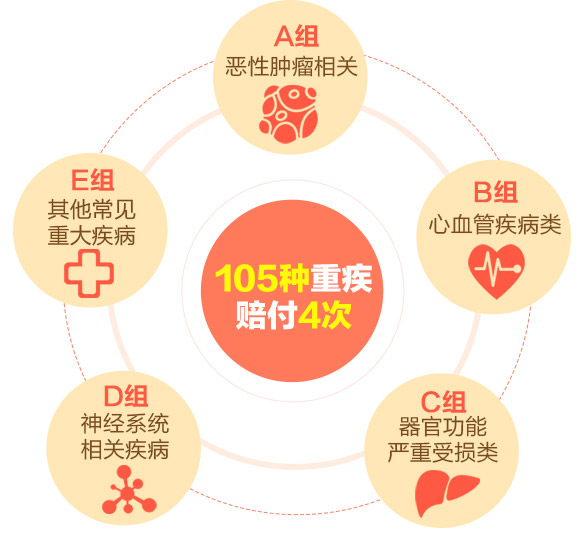 A组
恶性肿瘤相关
B组
心血管疾病类
C组
器官功能
严重受损类
D组
神经系统
相关疾病
E组
其他常见
重大疾病
105种重疾
赔付4次